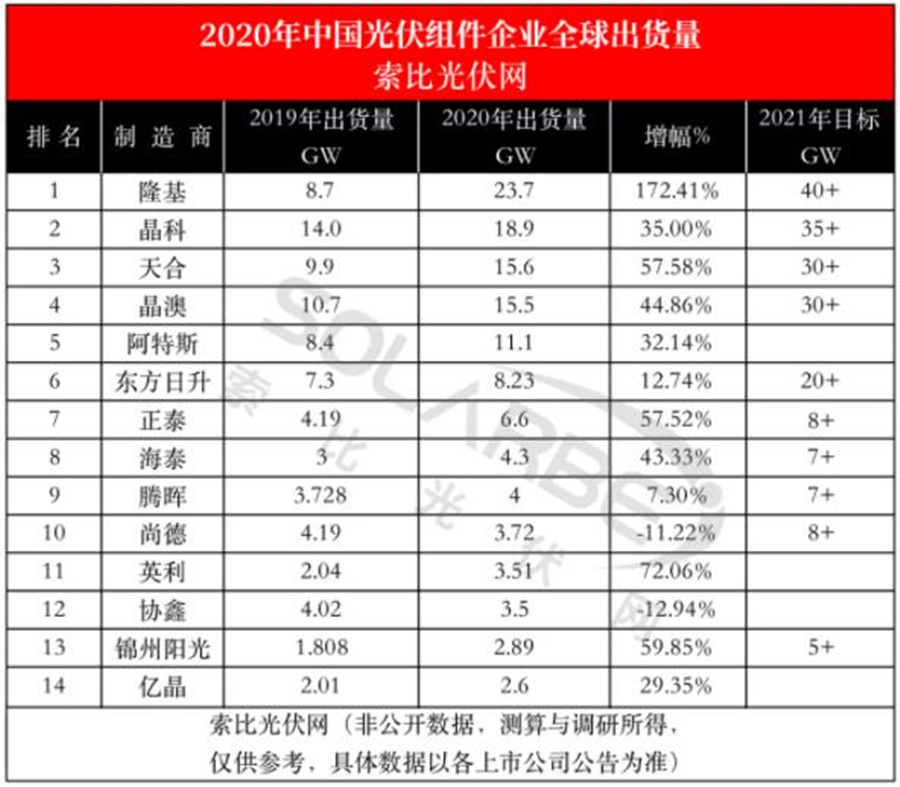 2020年中国光伏组件企业全球出货量
索比光伏网
排名 制造商 2019年出货量 GW 2020年出货量 GW 增幅% 2021年目标 GW
1 隆基 8.7 23.7 172.41% 40+
2 晶科 14.0 18.9 35.00% 35+
3 天合 9.9 15.6 57.58% 30+
4 晶澳 10.7 15.5 44.86% 30+
5 阿特斯 8.4 11.1 32.14%
6 东方日升 7.3 8.23 12.74% 20+
7 正泰 4.19 6.6 57.52% 8+
8 海泰 3 4.3 43.33% 7+
9 腾晖 3.728 4 7.30% 7+
10 尚德 4.19 3.72 -11.22% 8+
11 英利 2.04 3.51 72.06%
12 协鑫 4.02 3.5 -12.94%
13 锦州阳光 1.808 2.89 59.85% 5+
14 亿晶 2.01 2.6 29.35%
索比光伏网（非公开数据，测算与调研所得，
仅供参考，具体数据以各上市公司公告为准）
SOLARBE
索比光伏网